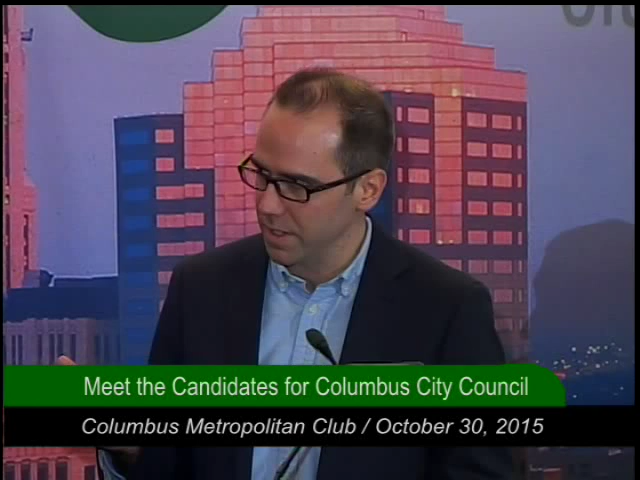 Meet the Candidates for Columbus City Council
Columbus Metropolitan Club / October 30, 2015